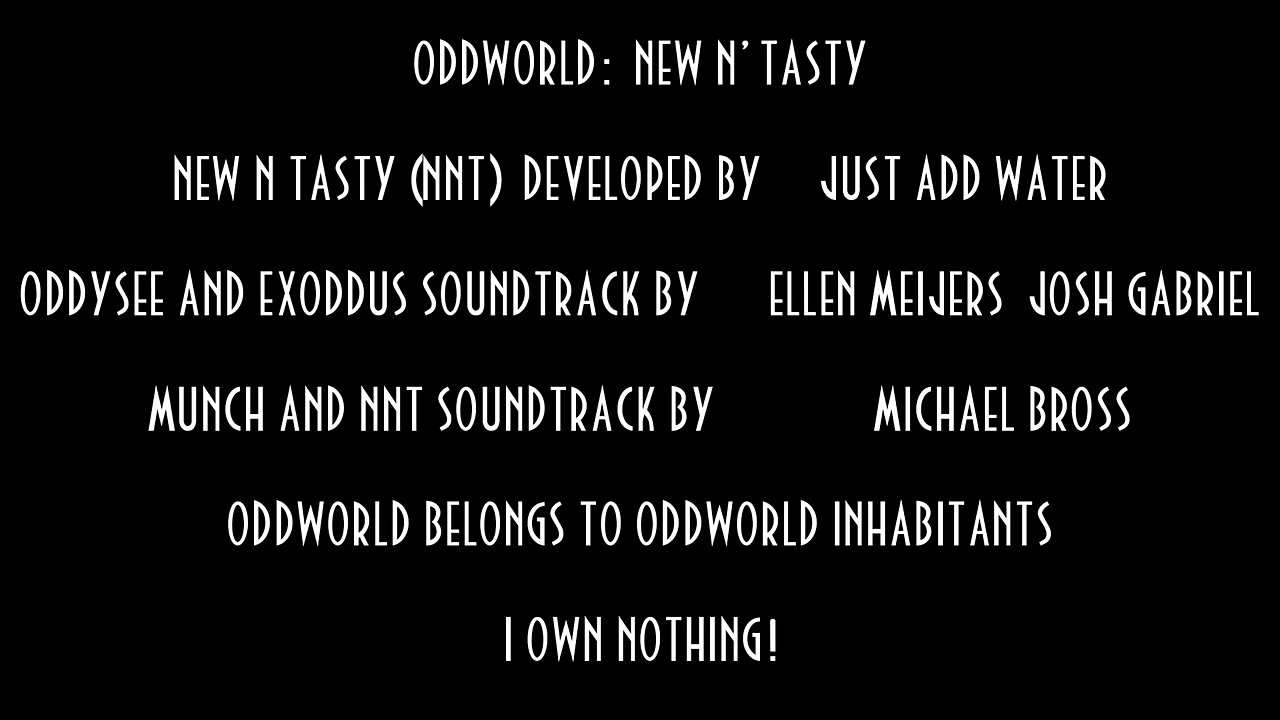 ODDWORLD: NEW N' TASTY
NEW N TASTY (NNT) DEVELOPED BY JUST ADD WATER
ODDYSEE AND EXODDUS SOUNDTRACK BY ELLEN MEIJERS JOSH GABRIEL
MUNCH AND NNT SOUNDTRACK BY MICHAEL BROSS
ODDWORLD BELONGS TO ODDWORLD INHABITANTS
I OWN NOTHING!